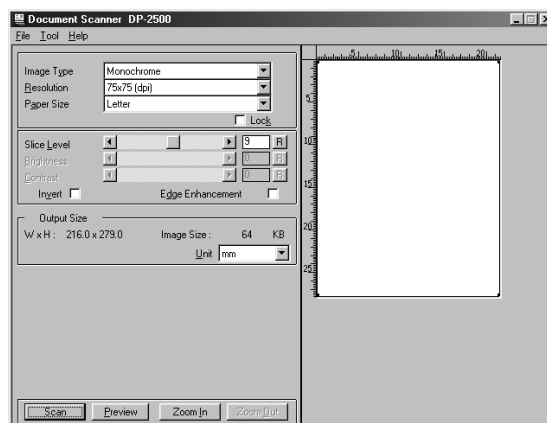 Document Scanner DP-2500
File Tool Help
Image Type Monochrome
Resolution 75x75 (dpi)
Paper Size Letter
Lock
Slice Level 9 R
Brightness 0 R
Contrast 0 R
Invert Edge Enhancement
Output Size
W x H : 216.0 x 279.0 Image Size : 64 KB
Unit mm
Scan Preview Zoom In Zoom Out
5 10 15 20
5
10
15
20
25